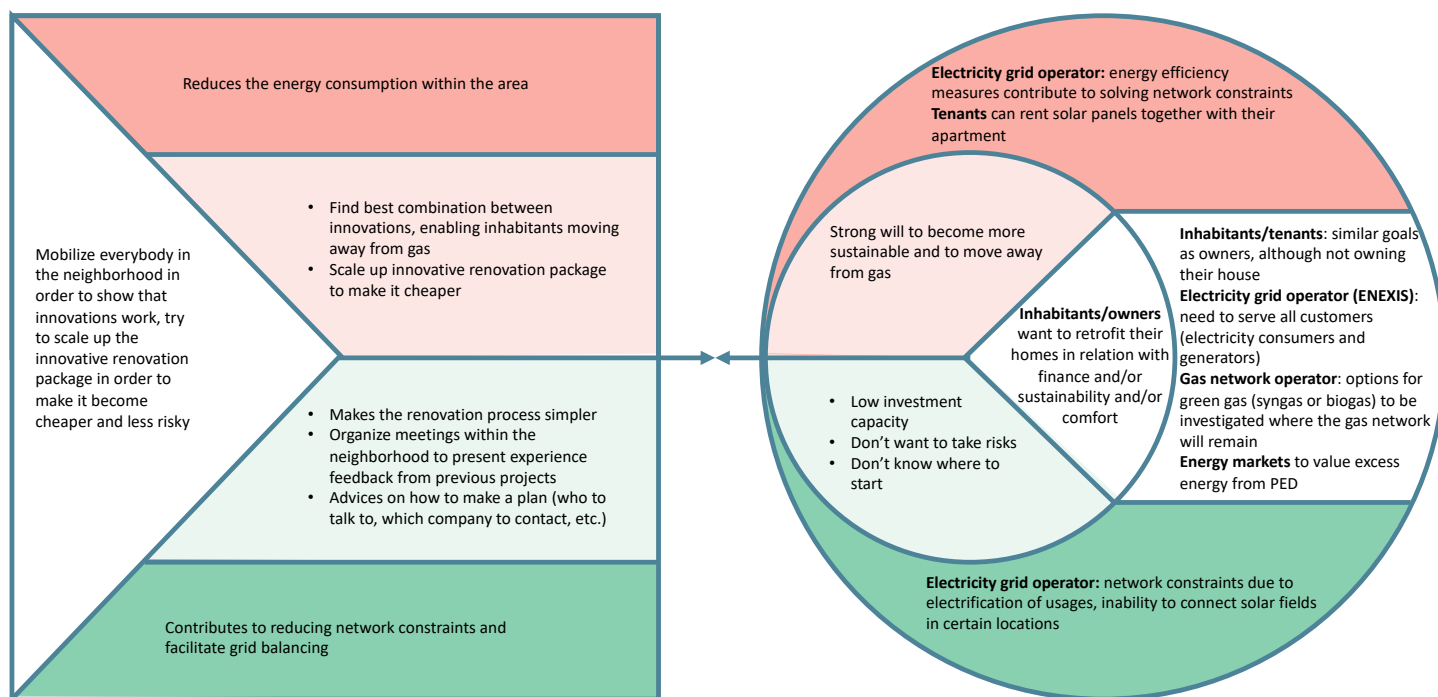 Reduces the energy consumption within the area
• Find best combination between
innovations, enabling inhabitants moving
away from gas
• Scale up innovative renovation package
to make it cheaper
Mobilize everybody in
the neighborhood in
order to show that
innovations work, try
to scale up the
innovative renovation
package in order to
make it become
cheaper and less risky
• Makes the renovation process simpler
• Organize meetings within the
neighborhood to present experience
feedback from previous projects
• Advices on how to make a plan (who to
talk to, which company to contact, etc.)
Contributes to reducing network constraints and
facilitate grid balancing
Electricity grid operator: energy efficiency
measures contribute to solving network constraints
Tenants can rent solar panels together with their
apartment
Strong will to become more
sustainable and to move away
from gas
Inhabitants/owners
want to retrofit their
homes in relation with
finance and/or
sustainability and/or
comfort
• Low investment
capacity
• Don’t want to take risks
• Don’t know where to
start
Inhabitants/tenants: similar goals
as owners, although not owning
their house
Electricity grid operator (ENEXIS):
need to serve all customers
(electricity consumers and
generators)
Gas network operator: options for
green gas (syngas or biogas) to be
investigated where the gas network
will remain
Energy markets to value excess
energy from PED
Electricity grid operator: network constraints due to
electrification of usages, inability to connect solar fields
in certain locations